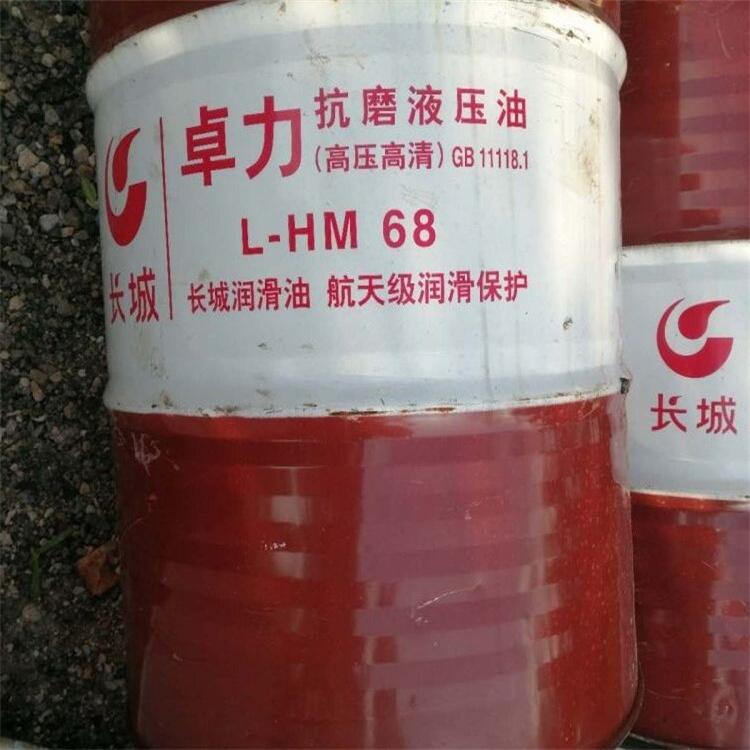 卓力 抗磨液压油
(高压高清) GB 11118.1
L-HM 68
长城
长城润滑油 航天级润滑保护
长城